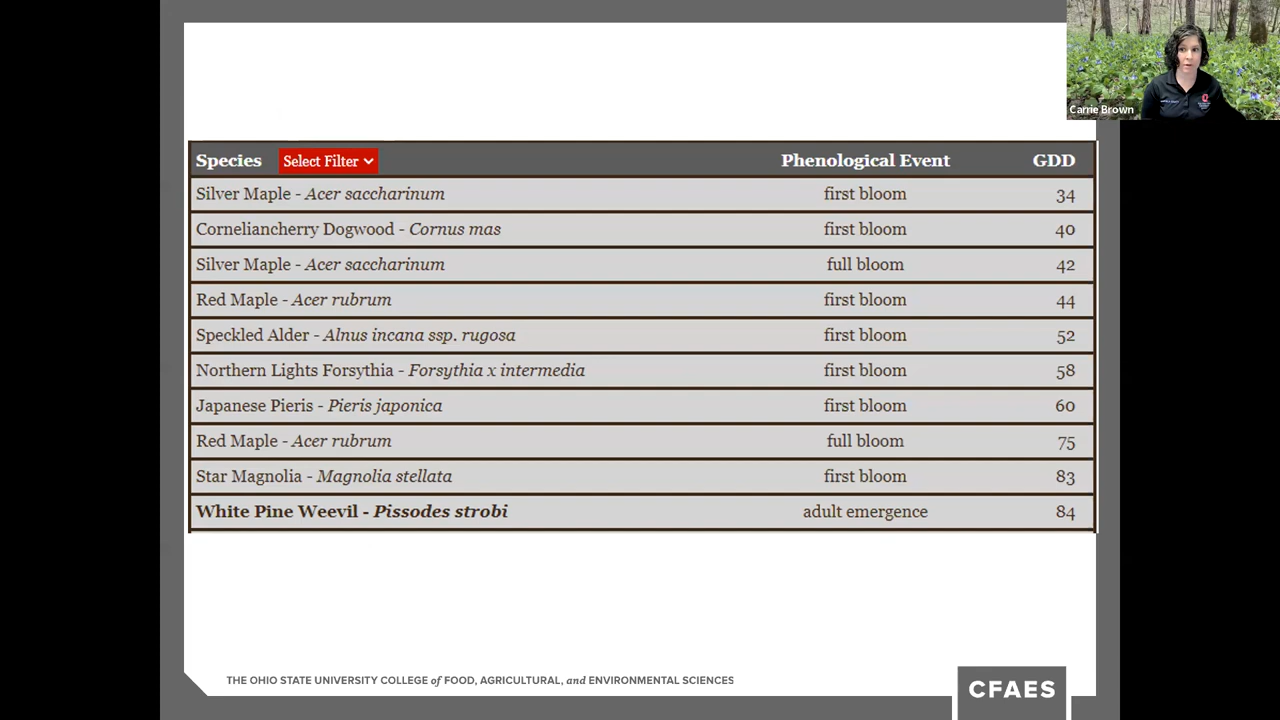 Carrie Brown
Species Select Filter Phenological Event GDD
Silver Maple - Acer saccharinum first bloom 34
Corneliancherry Dogwood - Cornus mas first bloom 40
Silver Maple - Acer saccharinum full bloom 42
Red Maple - Acer rubrum first bloom 44
Speckled Alder - Alnus incana ssp. rugosa first bloom 52
Northern Lights Forsythia - Forsythia x intermedia first bloom 58
Japanese Pieris - Pieris japonica first bloom 60
Red Maple - Acer rubrum full bloom 75
Star Magnolia - Magnolia stellata first bloom 83
White Pine Weevil - Pissodes strobi adult emergence 84
THE OHIO STATE UNIVERSITY COLLEGE of FOOD, AGRICULTURAL, and ENVIRONMENTAL SCIENCES
CFAES